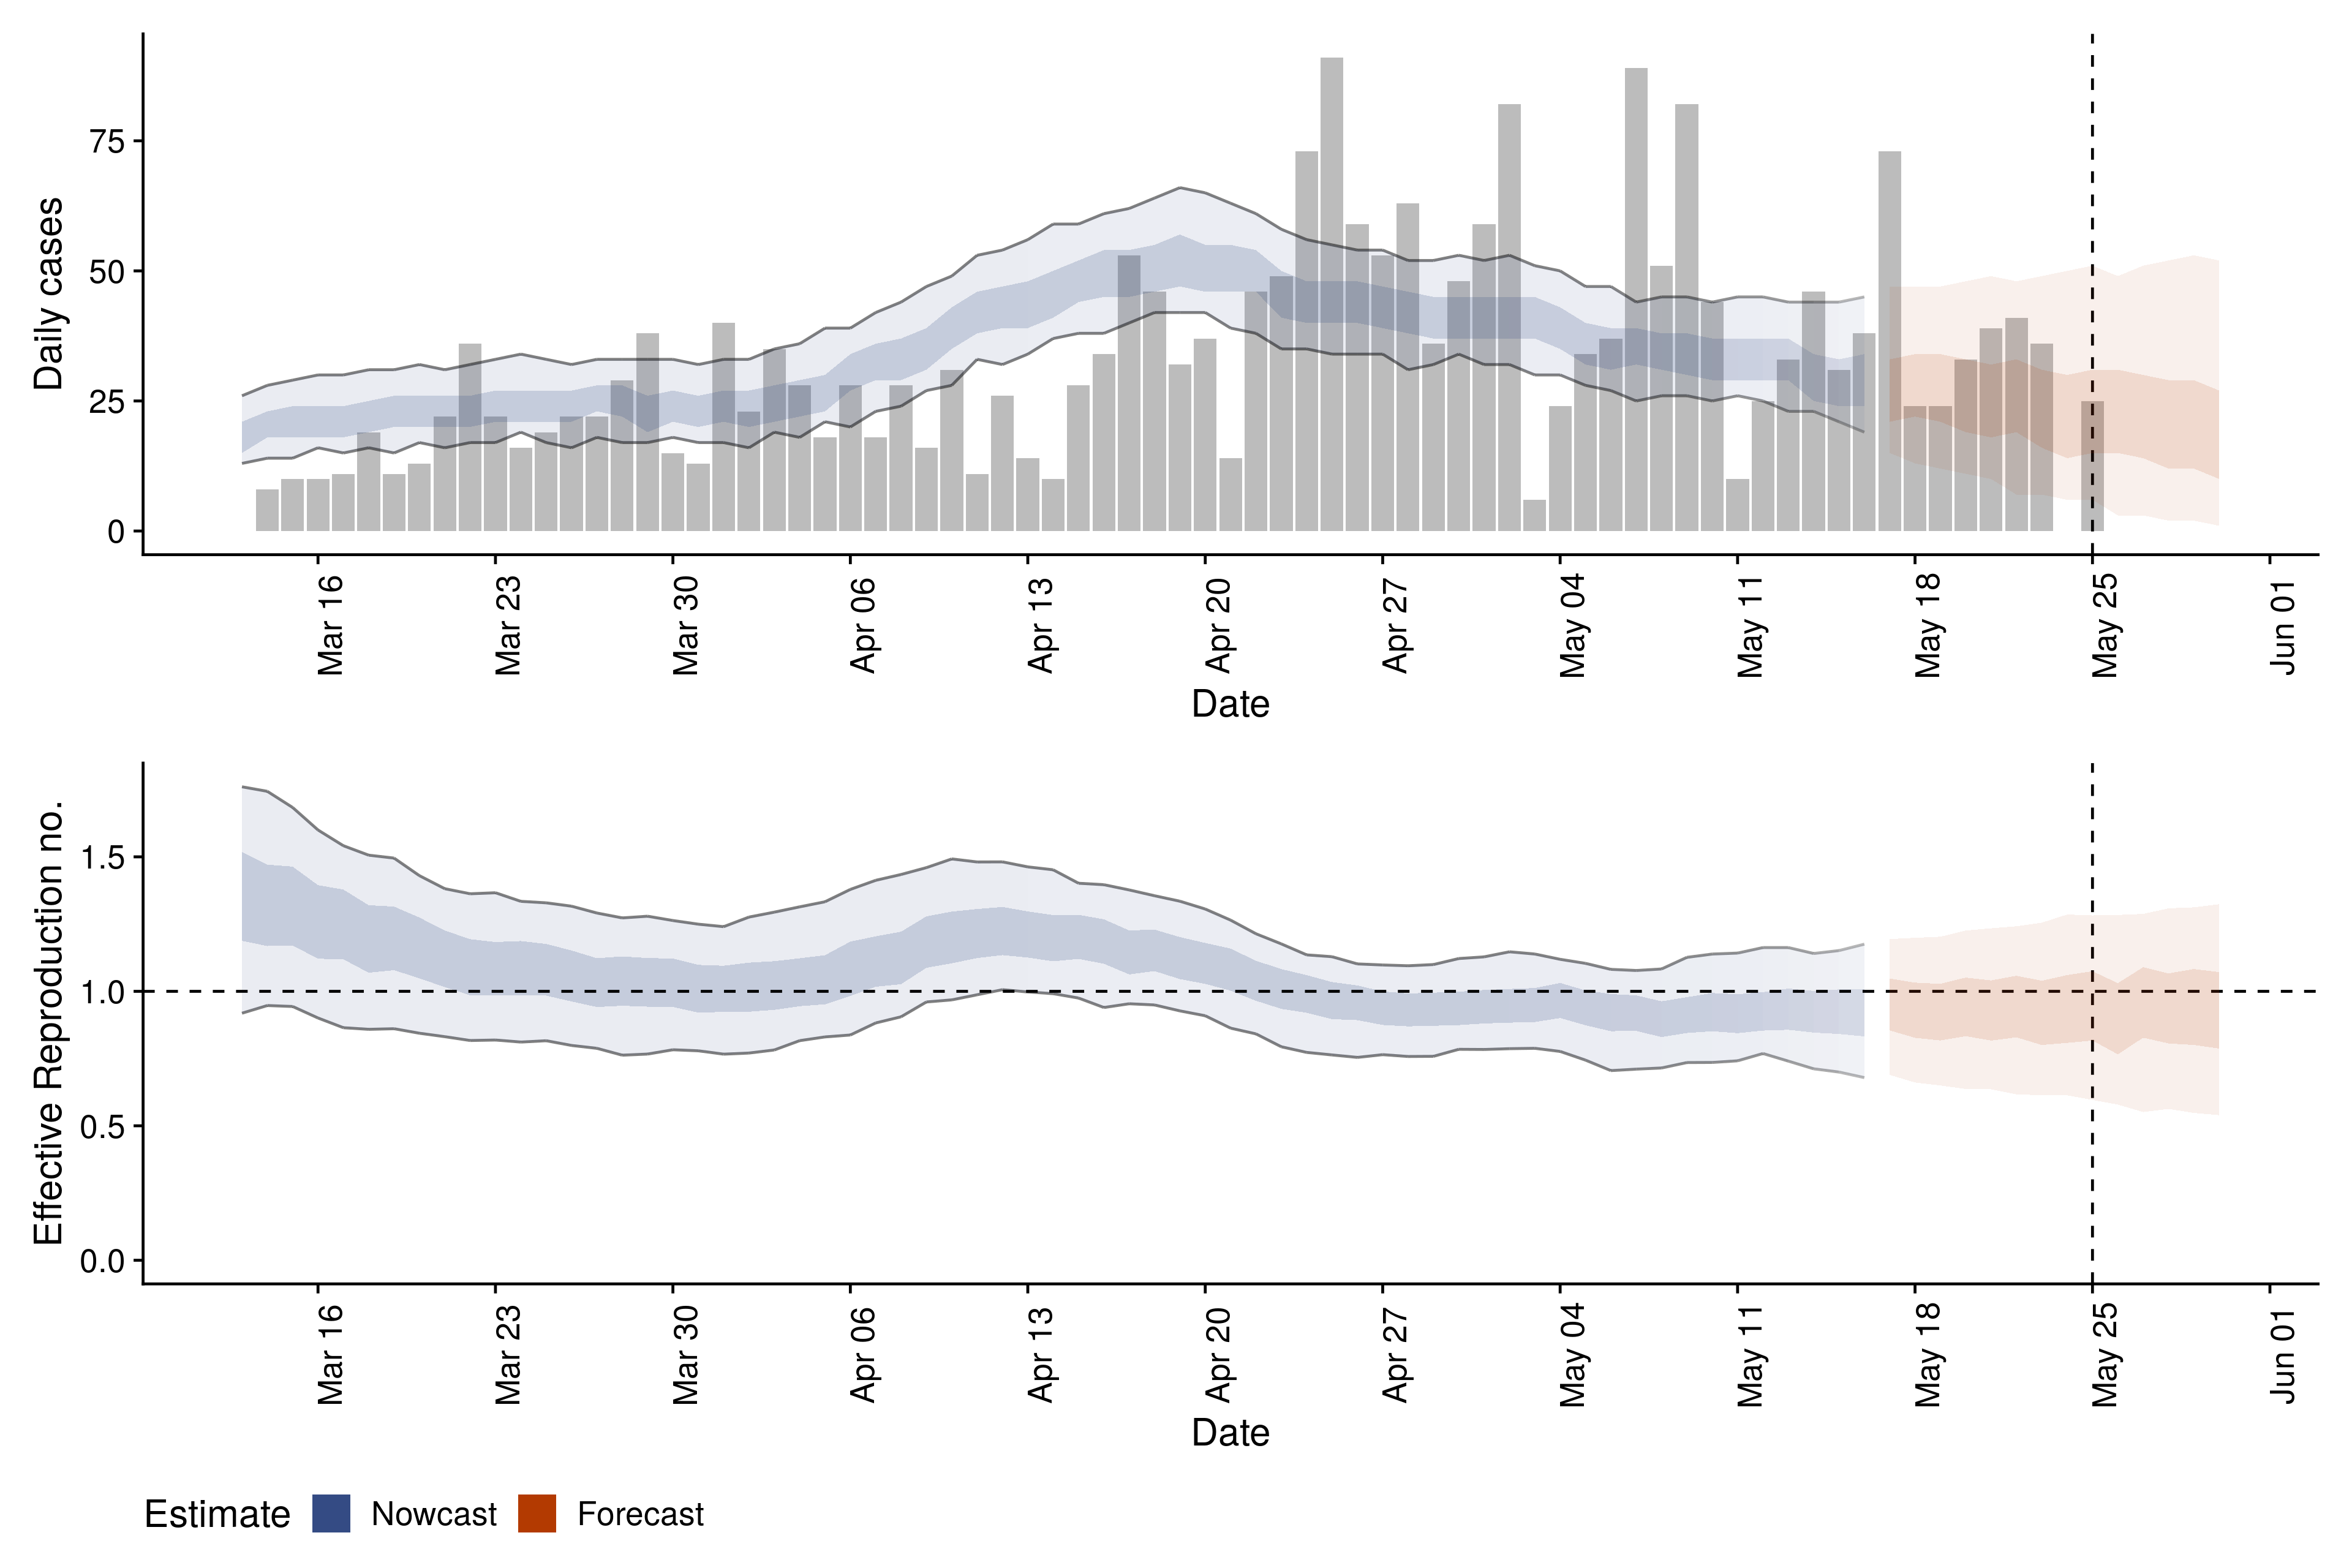 Daily cases
75
50
25
0
Mar 16
Mar 23
Mar 30
Apr 06
Apr 13
Apr 20
Apr 27
May 04
May 11
May 18
May 25
Jun 01
Date
Effective Reproduction no.
1.5
1.0
0.5
0.0
Mar 16
Mar 23
Mar 30
Apr 06
Apr 13
Apr 20
Apr 27
May 04
May 11
May 18
May 25
Jun 01
Date
Estimate Nowcast Forecast